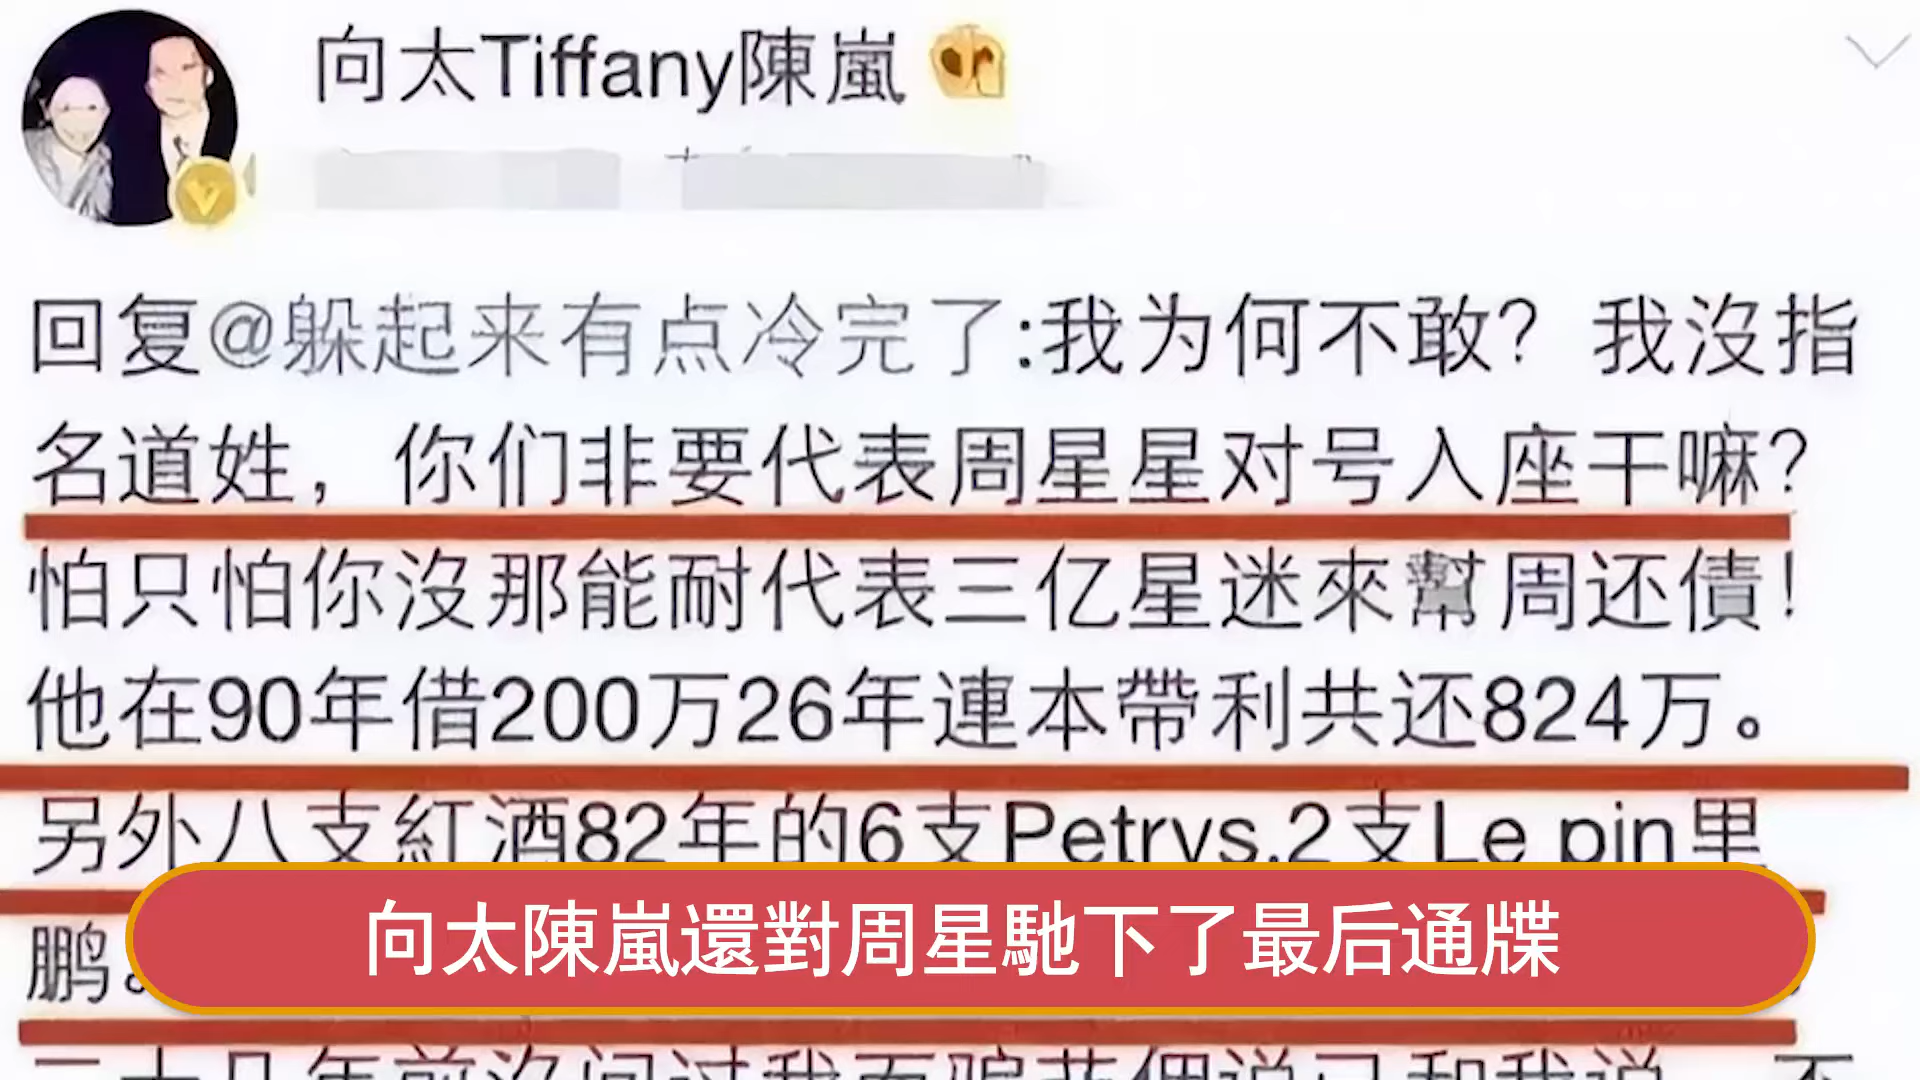 向太Tiffany陳嵐
回复@躲起来有点冷完了:我为何不敢？我沒指
名道姓，你们非要代表周星星对号入座干嘛？
怕只怕你沒那能耐代表三亿星迷來幫周还債！
他在90年借200万26年連本帶利共还824万。
另外八支紅酒82年的6支Petrvs.2支Le pin里
鹏。
向太陳嵐還對周星馳下了最后通牒